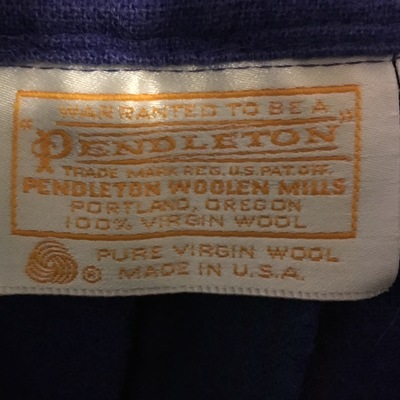 WARRANTED TO BE A
"PENDLETON"
TRADE MARK REG. U.S. PAT. OFF.
PENDLETON WOOLEN MILLS
PORTLAND, OREGON
100% VIRGIN WOOL
PURE VIRGIN WOOL
® MADE IN U.S.A.